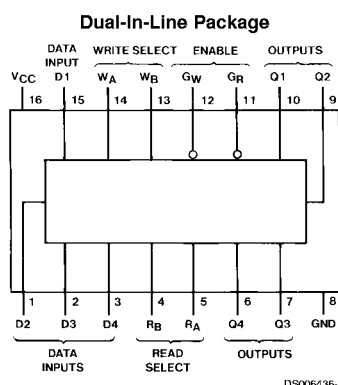 Dual-In-Line Package
DATA INPUT WRITE SELECT ENABLE OUTPUTS
VCC D1 WA WB GW GR Q1 Q2
16 15 14 13 12 11 10 9
1 2 3 4 5 6 7 8
D2 D3 D4 RB RA Q4 Q3 GND
DATA INPUTS READ SELECT OUTPUTS
DS006436-